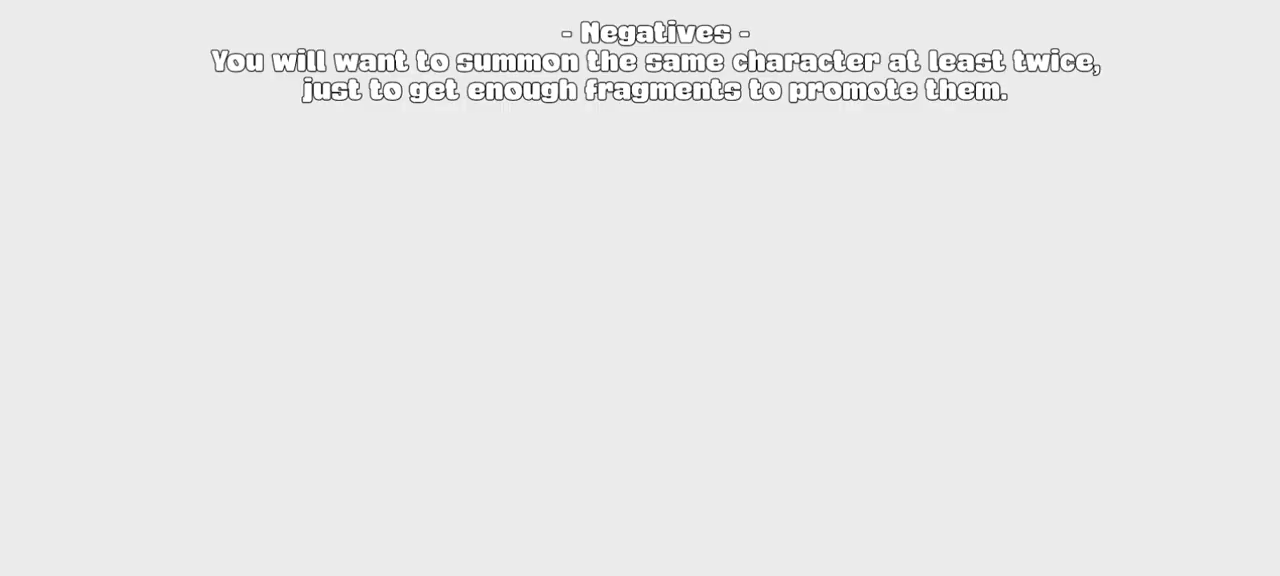 - Negatives -
You will want to summon the same character at least twice,
just to get enough fragments to promote them.